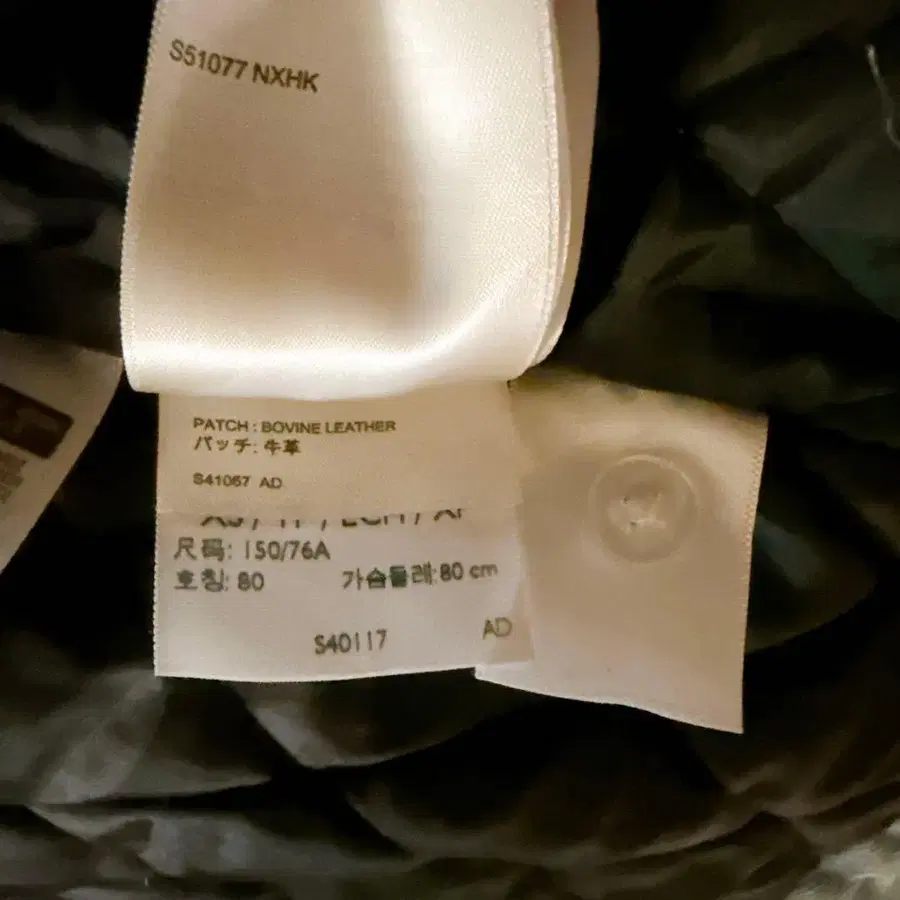 S51077 NXHK
PATCH : BOVINE LEATHER
パッチ: 牛革
S41067 AD
尺码: 150/76A
호칭: 80 가슴둘레: 80 cm
S40117 AD